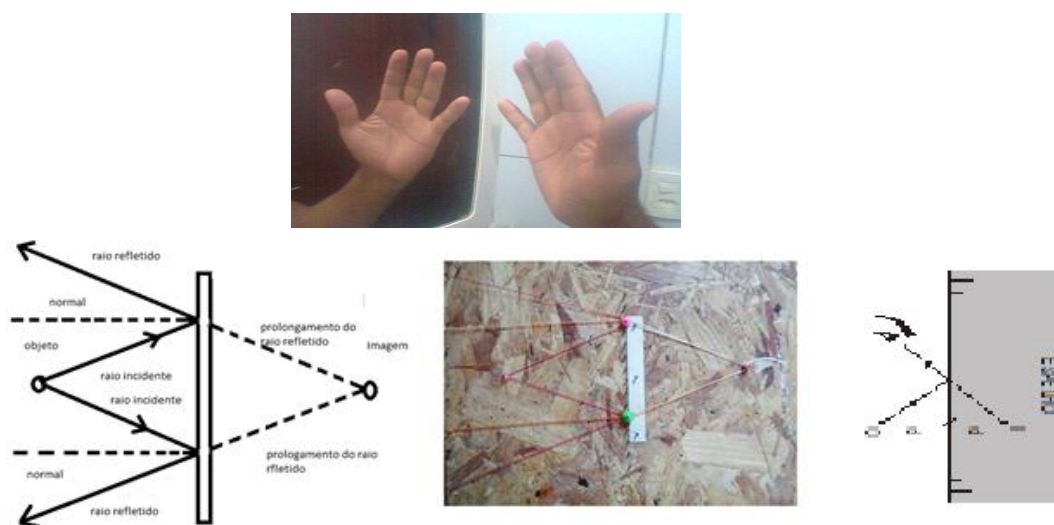 raio refletido
normal
objeto
raio incidente
raio incidente
normal
raio refletido
prolongamento do
raio refletido
Imagem
prologamento do raio
rfletido